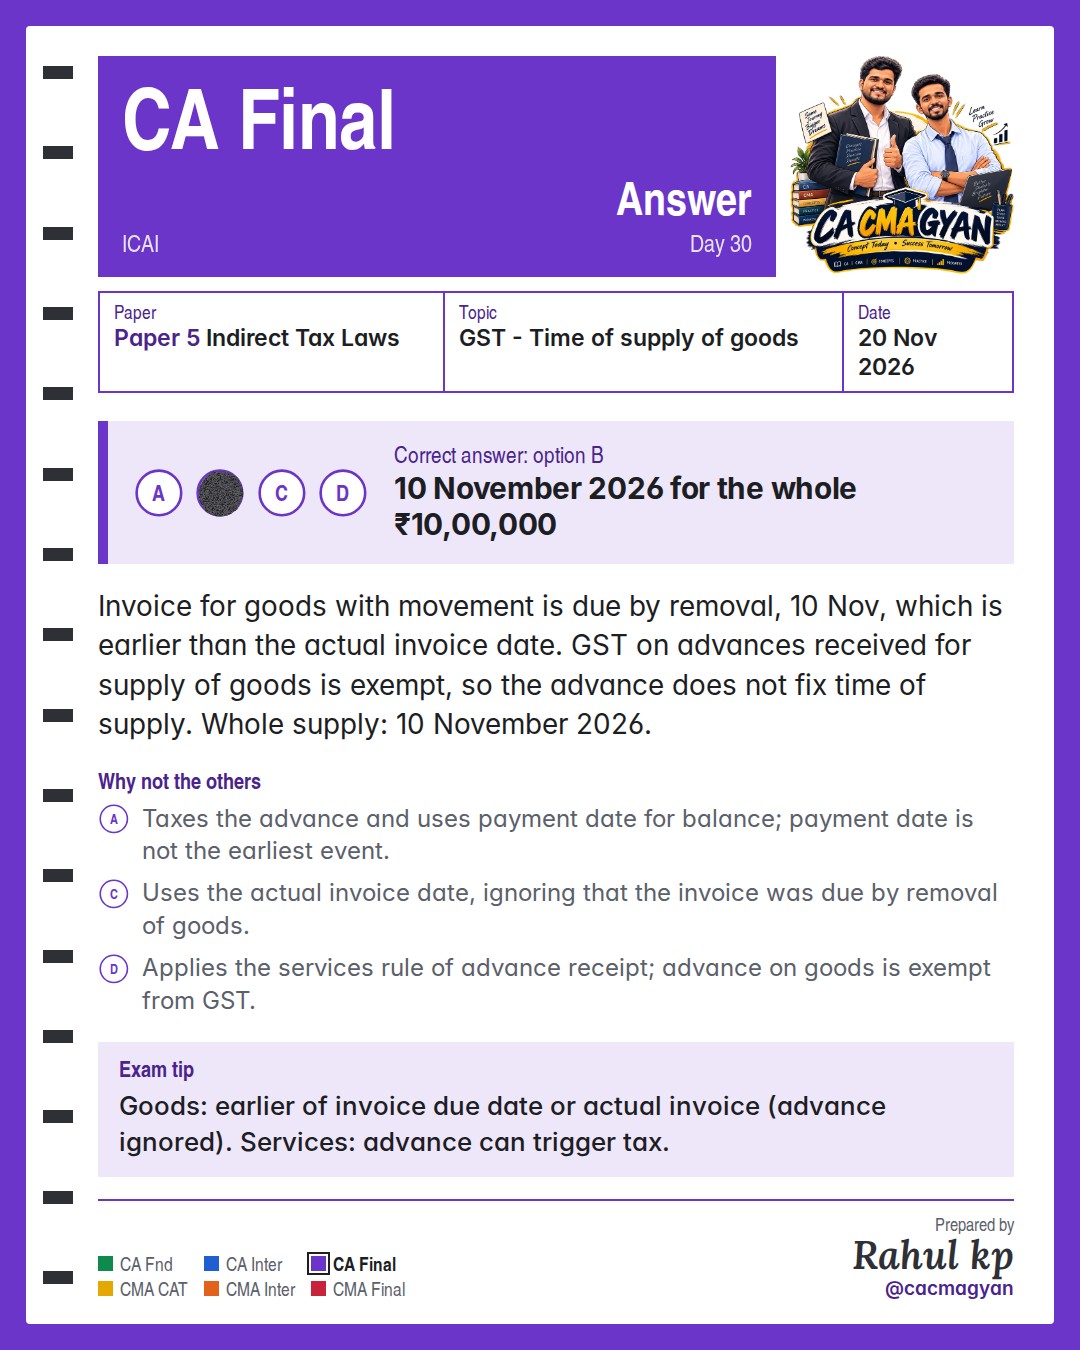 CA Final
Answer
ICAI
Day 30
CA CMA GYAN
Concept Today • Success Tomorrow
Learn
Practice
Grow
Paper
Paper 5 Indirect Tax Laws
Topic
GST - Time of supply of goods
Date
20 Nov
2026
A
C
D
Correct answer: option B
10 November 2026 for the whole
₹10,00,000
Invoice for goods with movement is due by removal, 10 Nov, which is
earlier than the actual invoice date. GST on advances received for
supply of goods is exempt, so the advance does not fix time of
supply. Whole supply: 10 November 2026.
Why not the others
A Taxes the advance and uses payment date for balance; payment date is
not the earliest event.
C Uses the actual invoice date, ignoring that the invoice was due by removal
of goods.
D Applies the services rule of advance receipt; advance on goods is exempt
from GST.
Exam tip
Goods: earlier of invoice due date or actual invoice (advance
ignored). Services: advance can trigger tax.
CA Fnd
CA Inter
CA Final
CMA CAT
CMA Inter
CMA Final
Prepared by
Rahul kp
@cacmagyan